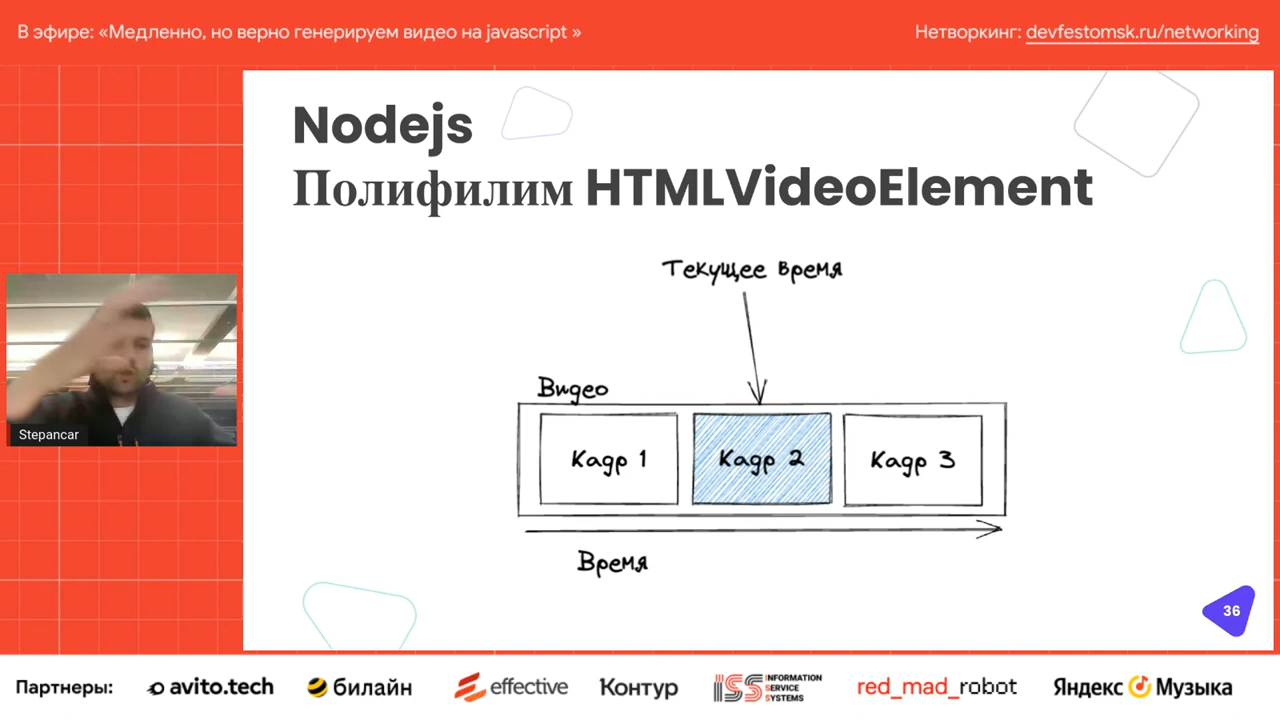 В эфире: «Медленно, но верно генерируем видео на javascript »
Нетворкинг: devfestomsk.ru/networking
Nodejs
Полифилим HTMLVideoElement
Текущее время
Видео
Кадр 1
Кадр 2
Кадр 3
Время
Stepancar
36
Партнеры:
avito.tech
билайн
effective
Контур
ISS INFORMATION
SERVICE
SYSTEMS
red_mad_robot
Яндекс Музыка